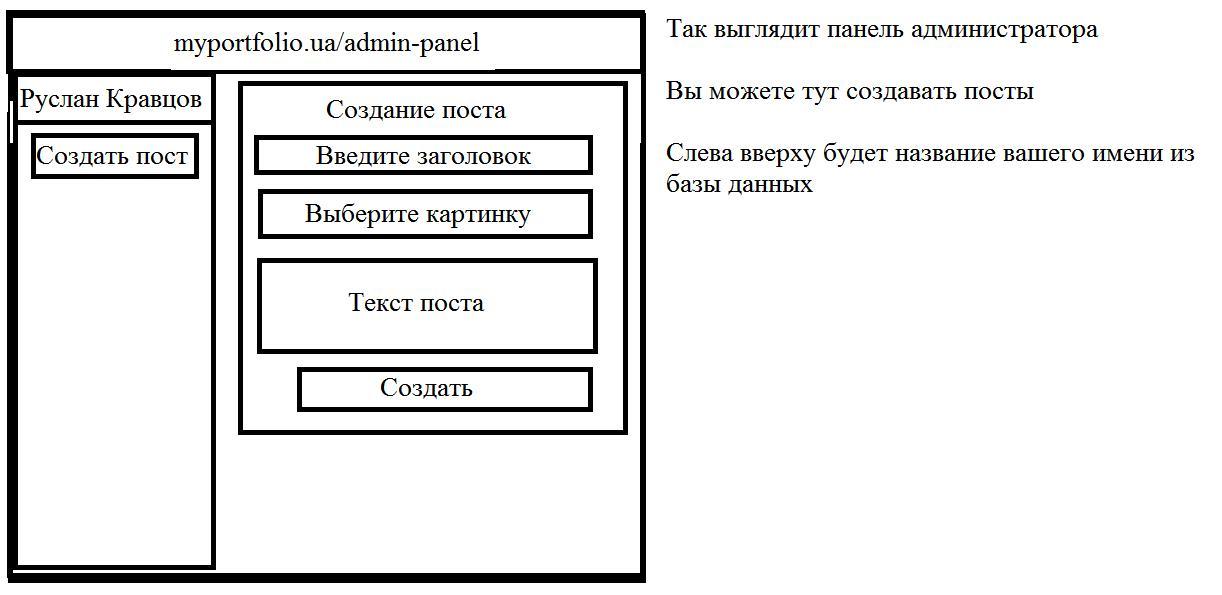 myportfolio.ua/admin-panel
Руслан Кравцов
Создать пост
Создание поста
Введите заголовок
Выберите картинку
Текст поста
Создать
Так выглядит панель администратора
Вы можете тут создавать посты
Слева вверху будет название вашего имени из
базы данных